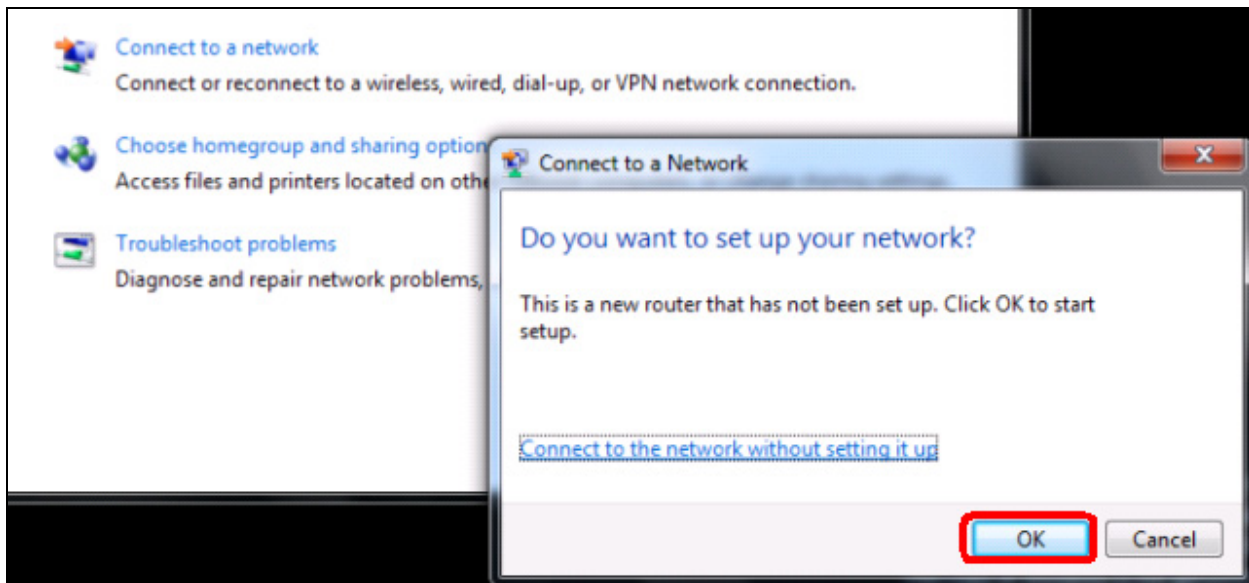 Connect to a network
Connect or reconnect to a wireless, wired, dial-up, or VPN network connection.
Choose homegroup and sharing option
Access files and printers located on othe
Troubleshoot problems
Diagnose and repair network problems,
Connect to a Network
Do you want to set up your network?
This is a new router that has not been set up. Click OK to start
setup.
Connect to the network without setting it up
OK
Cancel